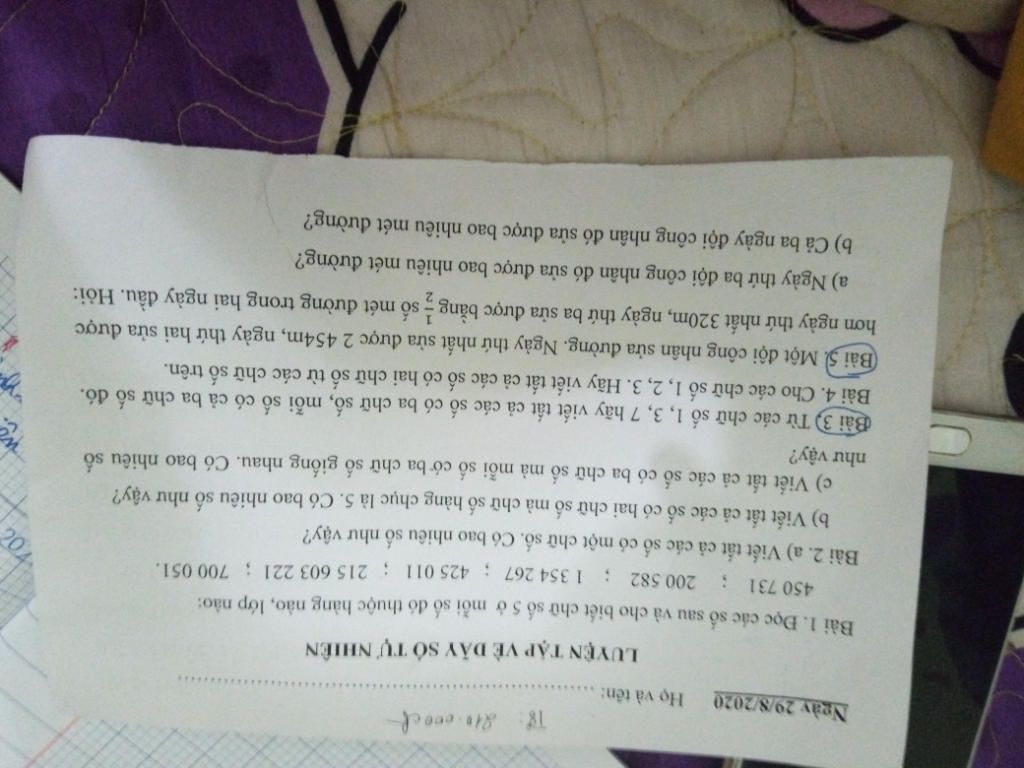 T8: 210.000đ
Ngày 29/8/2020 Họ và tên: ..........................................................
LUYỆN TẬP VỀ DÃY SỐ TỰ NHIÊN
Bài 1. Đọc các số sau và cho biết chữ số 5 ở mỗi số đó thuộc hàng nào, lớp nào:
450 731 ; 200 582 ; 1 354 267 ; 425 011 ; 215 603 221 ; 700 051.
Bài 2. a) Viết tất cả các số có một chữ số. Có bao nhiêu số như vậy?
b) Viết tất cả các số có hai chữ số mà chữ số hàng chục là 5. Có bao nhiêu số như vậy?
c) Viết tất cả các số có ba chữ số mà mỗi số có ba chữ số giống nhau. Có bao nhiêu số
như vậy?
Bài 3. Từ các chữ số 1, 3, 7 hãy viết tất cả các số có ba chữ số, mỗi số có cả ba chữ số đó.
Bài 4. Cho các chữ số 1, 2, 3. Hãy viết tất cả các số có hai chữ số từ các chữ số trên.
Bài 5. Một đội công nhân sửa đường. Ngày thứ nhất sửa được 2 454m, ngày thứ hai sửa được
hơn ngày thứ nhất 320m, ngày thứ ba sửa được bằng 1/2 số mét đường trong hai ngày đầu. Hỏi:
a) Ngày thứ ba đội công nhân đó sửa được bao nhiêu mét đường?
b) Cả ba ngày đội công nhân đó sửa được bao nhiêu mét đường?